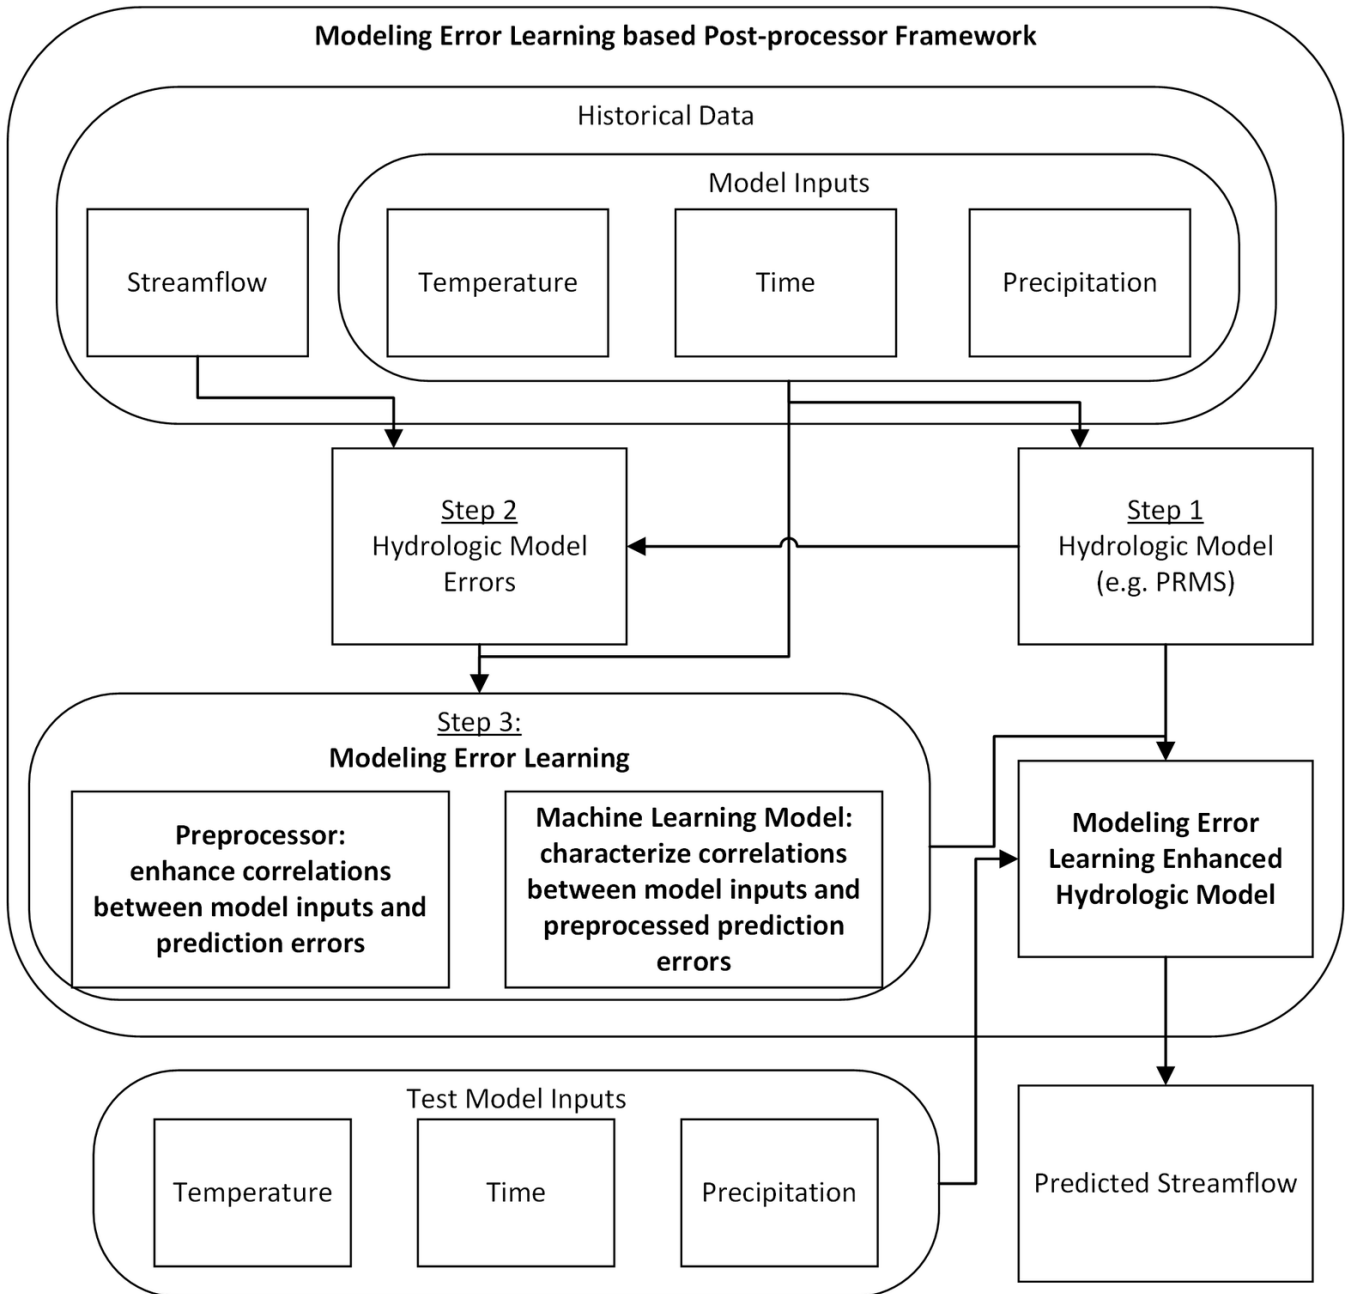 Modeling Error Learning based Post-processor Framework
Historical Data
Model Inputs
Streamflow
Temperature
Time
Precipitation
Step 2
Hydrologic Model
Errors
Step 1
Hydrologic Model
(e.g. PRMS)
Step 3:
Modeling Error Learning
Preprocessor:
enhance correlations
between model inputs and
prediction errors
Machine Learning Model:
characterize correlations
between model inputs and
preprocessed prediction
errors
Modeling Error
Learning Enhanced
Hydrologic Model
Test Model Inputs
Temperature
Time
Precipitation
Predicted Streamflow